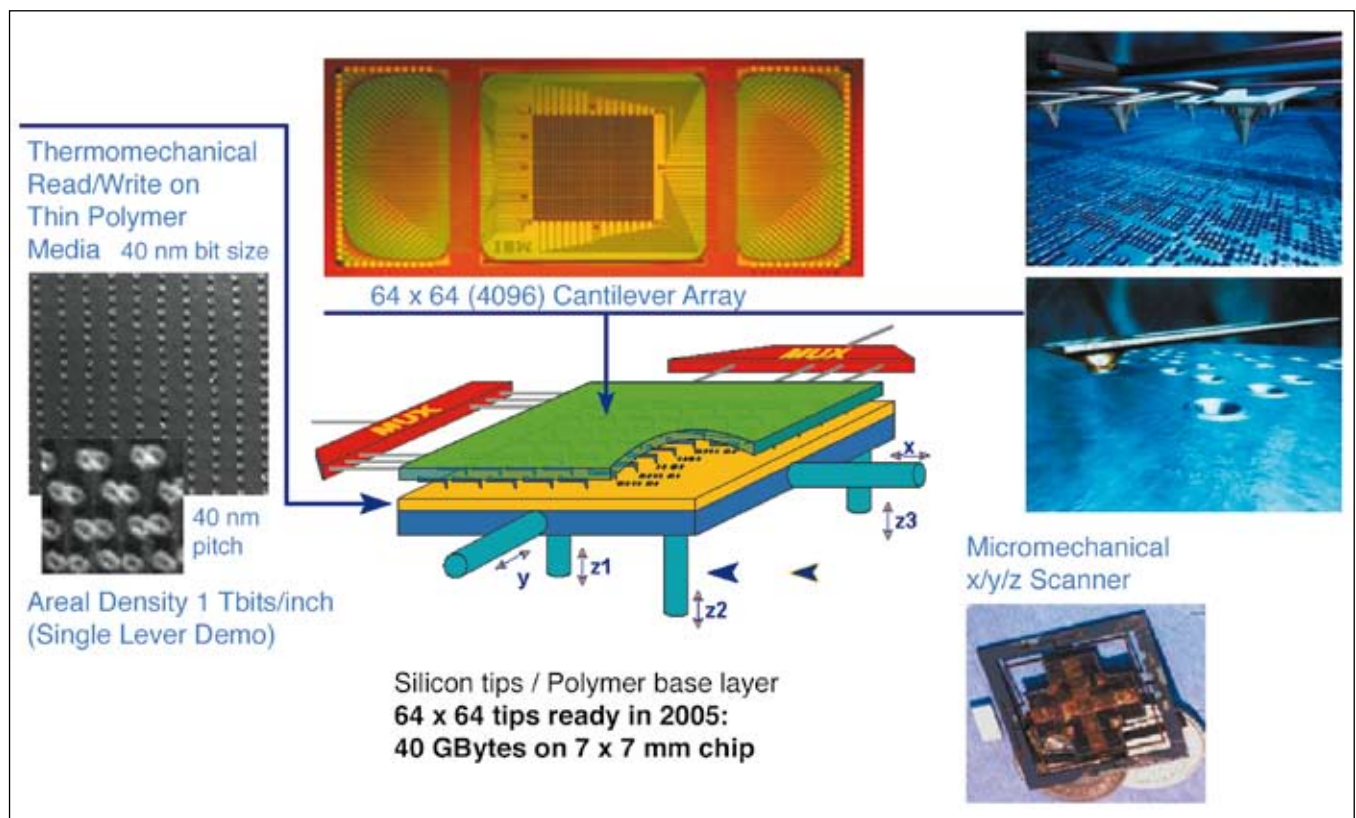 Thermomechanical
Read/Write on
Thin Polymer
Media 40 nm bit size
40 nm
pitch
Areal Density 1 Tbits/inch
(Single Lever Demo)
IBM
64 x 64 (4096) Cantilever Array
MUX
MUX
x
y
z1
z2
z3
Micromechanical
x/y/z Scanner
Silicon tips / Polymer base layer
64 x 64 tips ready in 2005:
40 GBytes on 7 x 7 mm chip